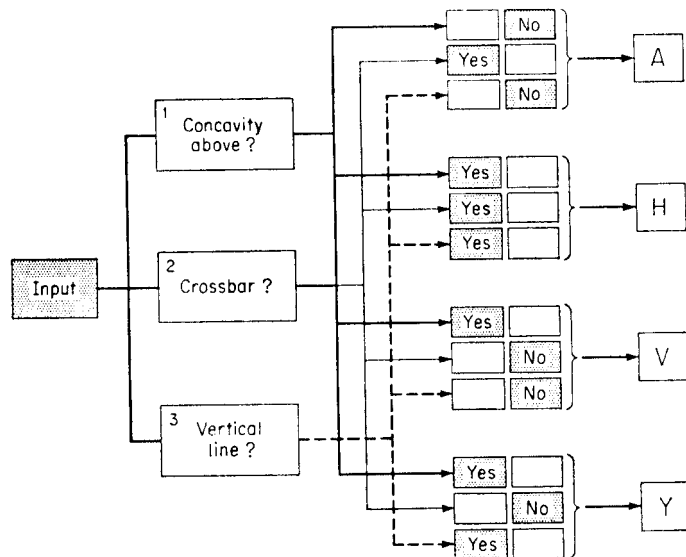 Input
1
Concavity
above ?
2
Crossbar ?
3
Vertical
line ?
No
Yes
No
A
Yes
Yes
Yes
H
Yes
No
No
V
Yes
No
Yes
Y